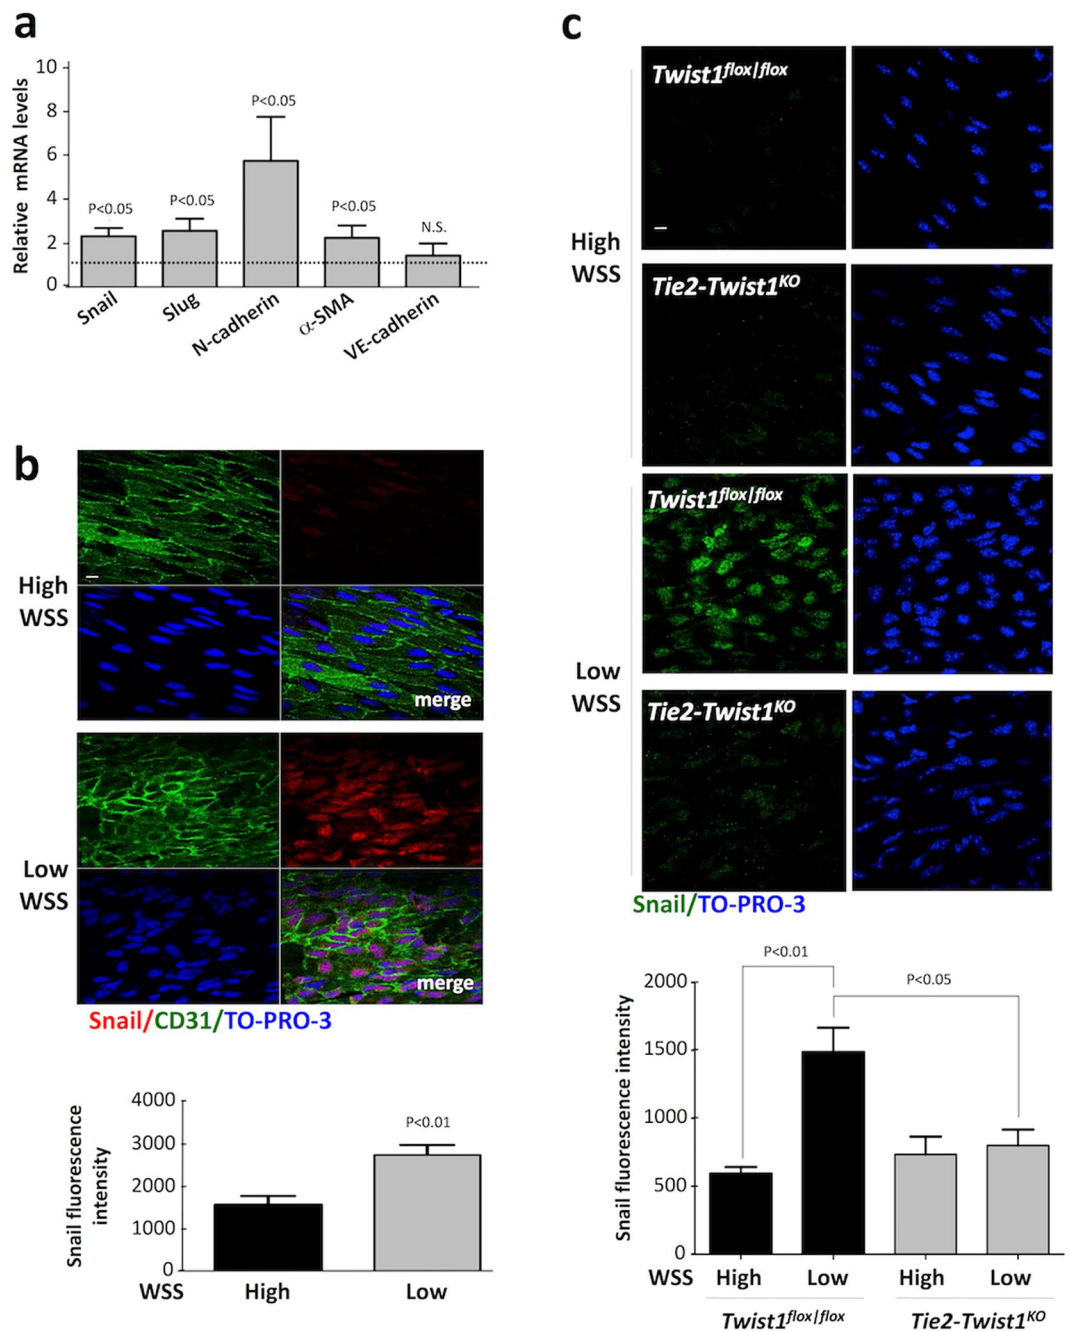 a
Relative mRNA levels
10
8
6
4
2
0
P<0.05
P<0.05
P<0.05
P<0.05
N.S.
Snail
Slug
N-cadherin
α-SMA
VE-cadherin
b
High
WSS
merge
Low
WSS
merge
Snail/CD31/TO-PRO-3
Snail fluorescence
intensity
4000
3000
2000
1000
0
P<0.01
WSS
High
Low
c
High
WSS
Twist1flox|flox
Tie2-Twist1KO
Low
WSS
Twist1flox|flox
Tie2-Twist1KO
Snail/TO-PRO-3
Snail fluorescence intensity
2000
1500
1000
500
0
P<0.01
P<0.05
WSS
High
Low
High
Low
Twist1flox|flox
Tie2-Twist1KO